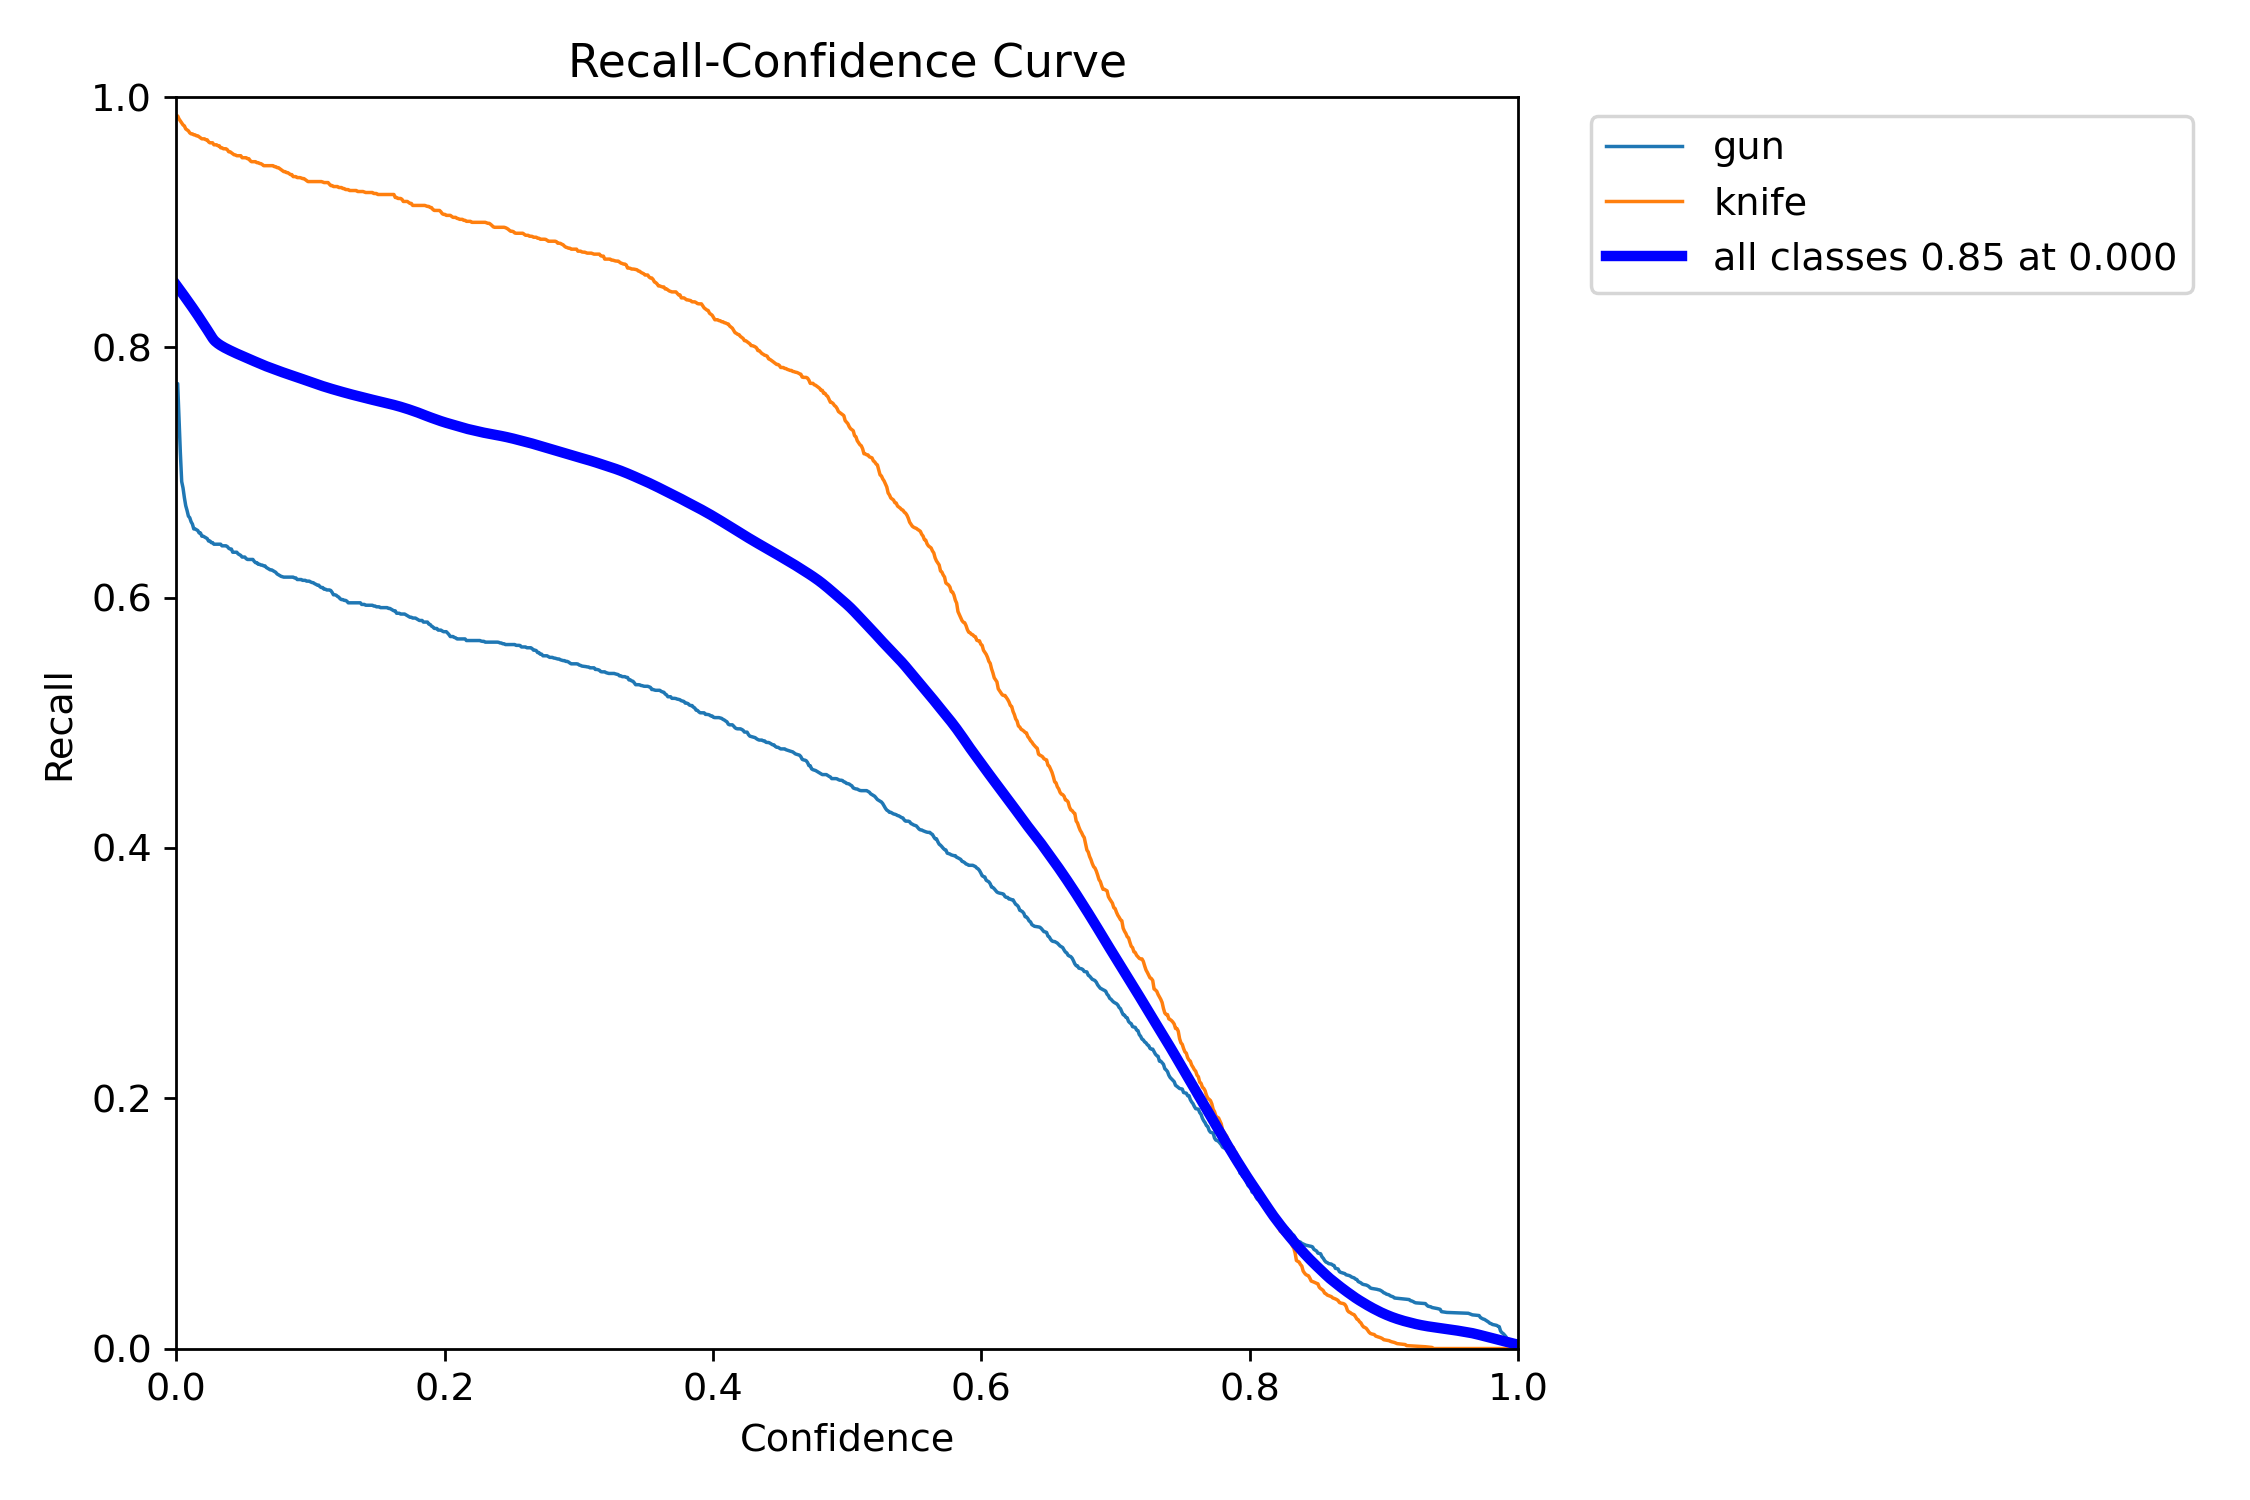 Recall-Confidence Curve
1.0
0.8
0.6
0.4
0.2
0.0
Recall
0.0 0.2 0.4 0.6 0.8 1.0
Confidence
gun
knife
all classes 0.85 at 0.000